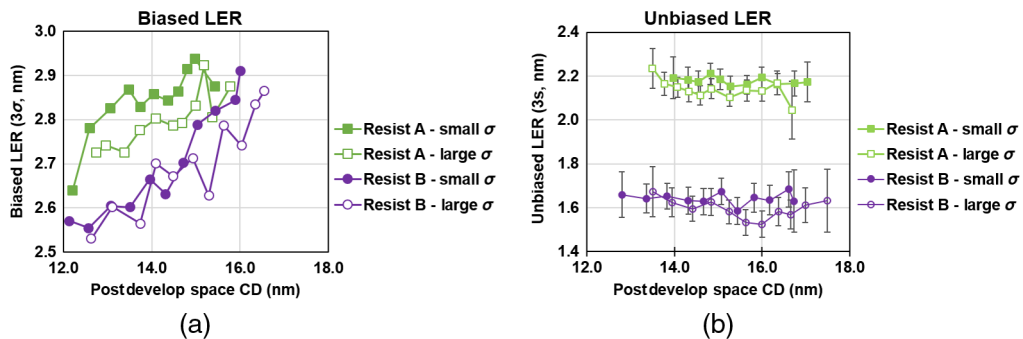 Biased LER
3.0
2.9
2.8
2.7
2.6
2.5
Biased LER (3σ, nm)
12.0 14.0 16.0 18.0
Postdevelop space CD (nm)
Resist A - small σ
Resist A - large σ
Resist B - small σ
Resist B - large σ
(a)
Unbiased LER
2.4
2.2
2.0
1.8
1.6
1.4
Unbiased LER (3s, nm)
12.0 14.0 16.0 18.0
Postdevelop space CD (nm)
Resist A - small σ
Resist A - large σ
Resist B - small σ
Resist B - large σ
(b)